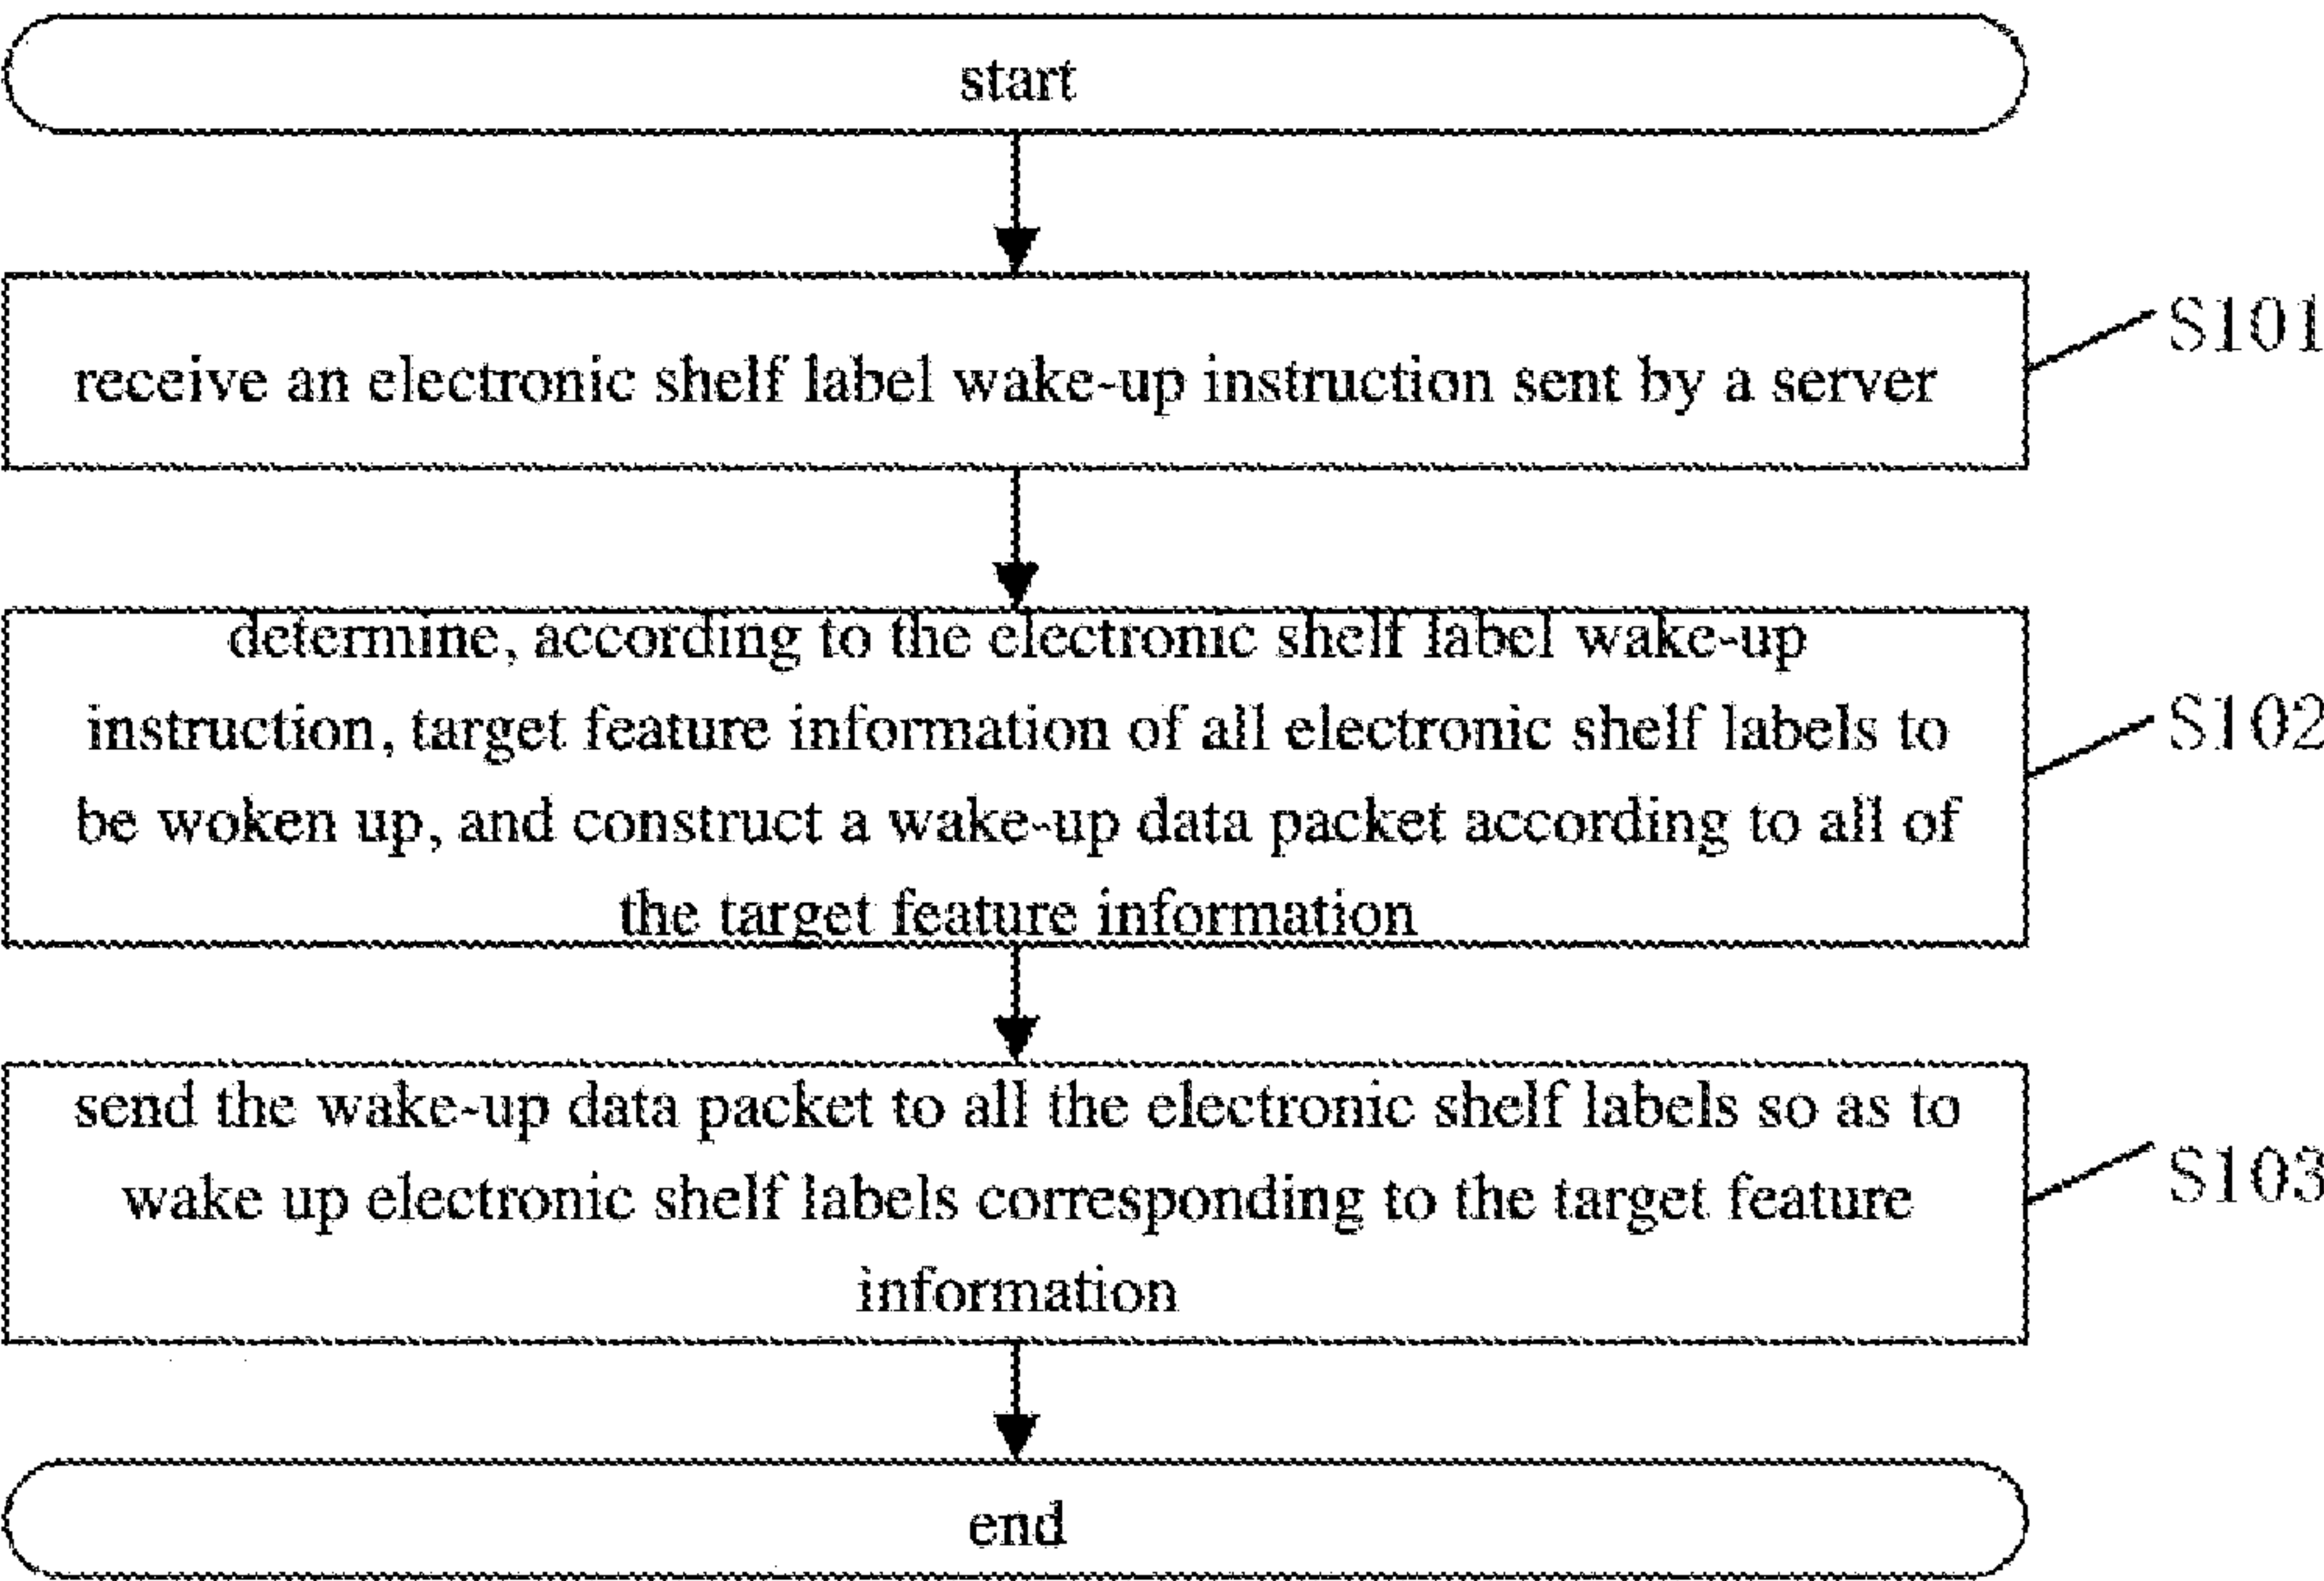 start
receive an electronic shelf label wake-up instruction sent by a server
S101
determine, according to the electronic shelf label wake-up
instruction, target feature information of all electronic shelf labels to
be woken up, and construct a wake-up data packet according to all of
the target feature information
S102
send the wake-up data packet to all the electronic shelf labels so as to
wake up electronic shelf labels corresponding to the target feature
information
S103
end